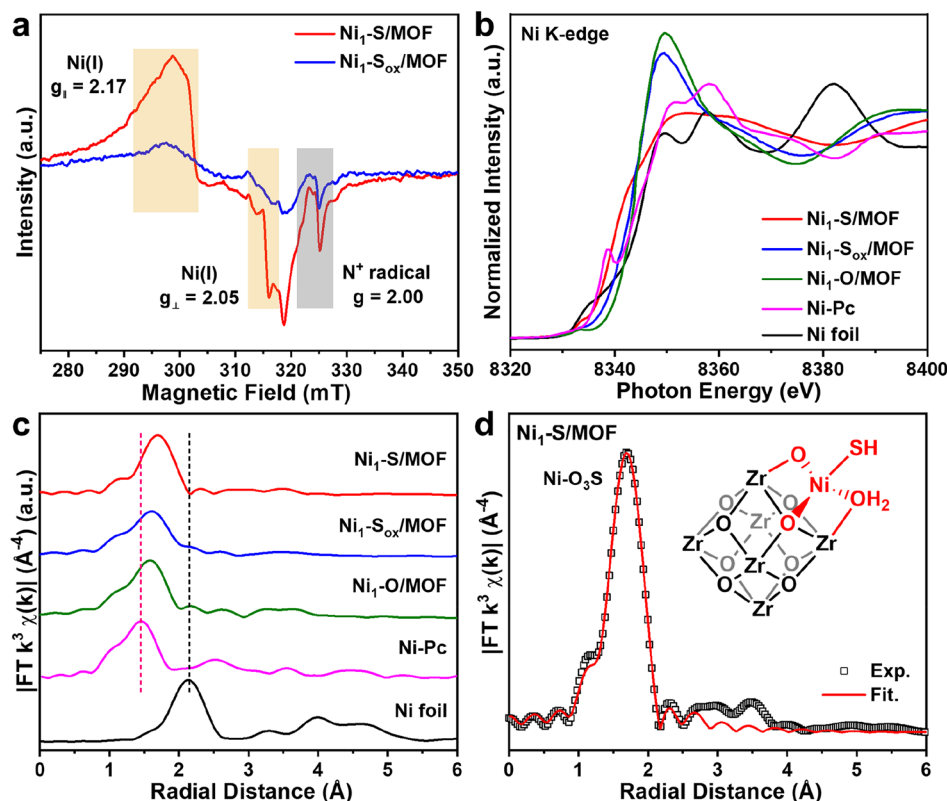 a
Ni₁-S/MOF
Ni₁-Sₒₓ/MOF
Ni(I)
g∥ = 2.17
Ni(I)
g⊥ = 2.05
N⁺ radical
g = 2.00
Intensity (a.u.)
280 290 300 310 320 330 340 350
Magnetic Field (mT)
b
Ni K-edge
Ni₁-S/MOF
Ni₁-Sₒₓ/MOF
Ni₁-O/MOF
Ni-Pc
Ni foil
Normalized Intensity (a.u.)
8320 8340 8360 8380 8400
Photon Energy (eV)
c
Ni₁-S/MOF
Ni₁-Sₒₓ/MOF
Ni₁-O/MOF
Ni-Pc
Ni foil
|FT k³ χ(k)| (Å⁻⁴) (a.u.)
0 1 2 3 4 5 6
Radial Distance (Å)
d
Ni₁-S/MOF
Ni-O₃S
O SH
Zr Ni
OH₂
O O Zr O
Zr O Zr
O Zr O
O O
Zr
Exp.
Fit.
|FT k³ χ(k)| (Å⁻⁴)
0 1 2 3 4 5 6
Radial Distance (Å)